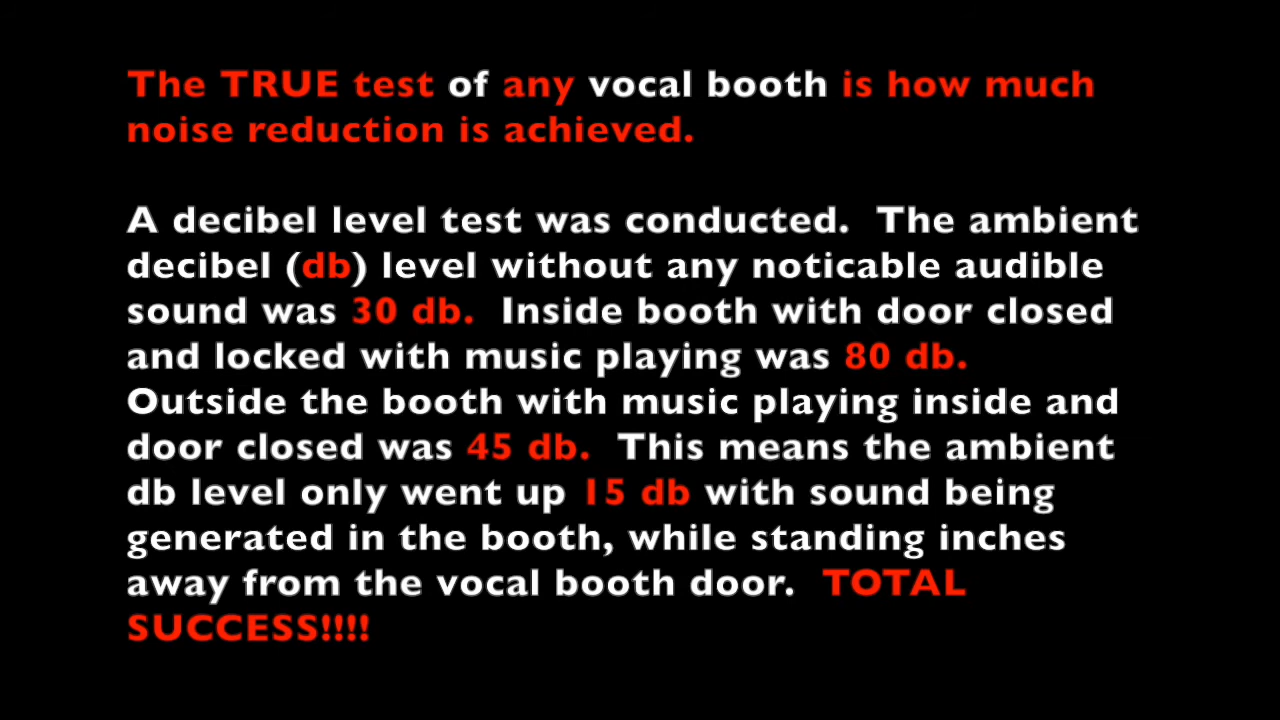 The TRUE test of any vocal booth is how much
noise reduction is achieved.
A decibel level test was conducted.  The ambient
decibel (db) level without any noticable audible
sound was 30 db.  Inside booth with door closed
and locked with music playing was 80 db.
Outside the booth with music playing inside and
door closed was 45 db.  This means the ambient
db level only went up 15 db with sound being
generated in the booth, while standing inches
away from the vocal booth door.  TOTAL
SUCCESS!!!!